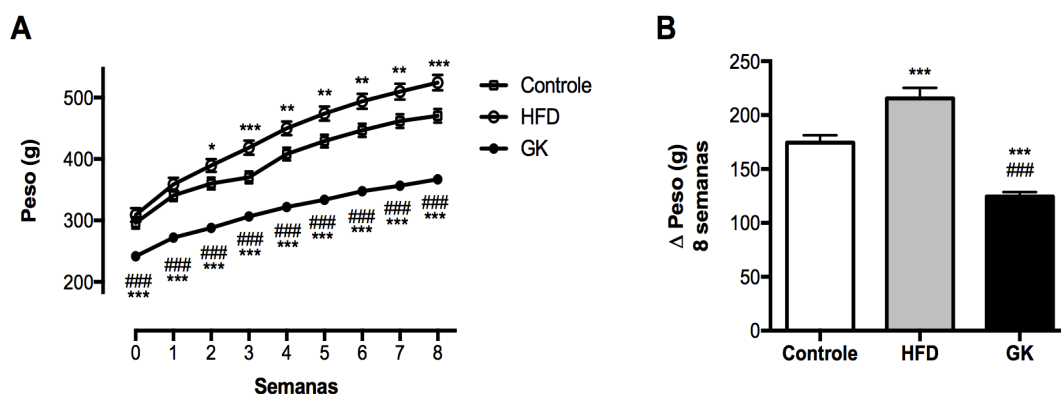 A
Peso (g)
500
400
300
200
* *** ** ** ** ** ***
### ### ### ### ### ### ### ### ###
*** *** *** *** *** *** *** *** ***
0 1 2 3 4 5 6 7 8
Semanas
Controle
HFD
GK
B
Δ Peso (g)
8 semanas
250
200
150
100
50
0
***
***
###
Controle HFD GK